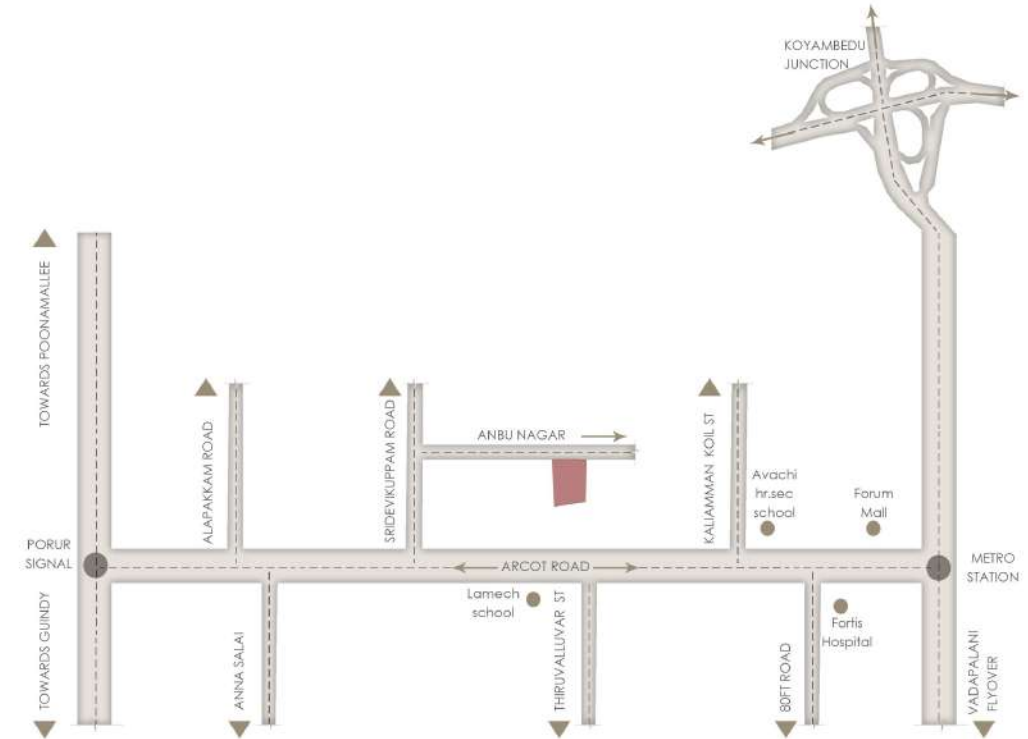 KOYAMBEDU
JUNCTION
TOWARDS POONAMALLEE
ALAPAKKAM ROAD
SRIDEVIKUPPAM ROAD
ANBU NAGAR
KALIAMMAN KOIL ST
Avachi
hr.sec
school
Forum
Mall
PORUR
SIGNAL
ARCOT ROAD
METRO
STATION
Lamech
school
Fortis
Hospital
TOWARDS GUINDY
ANNA SALAI
THIRUVALLUVAR ST
80FT ROAD
VADAPALANI
FLYOVER